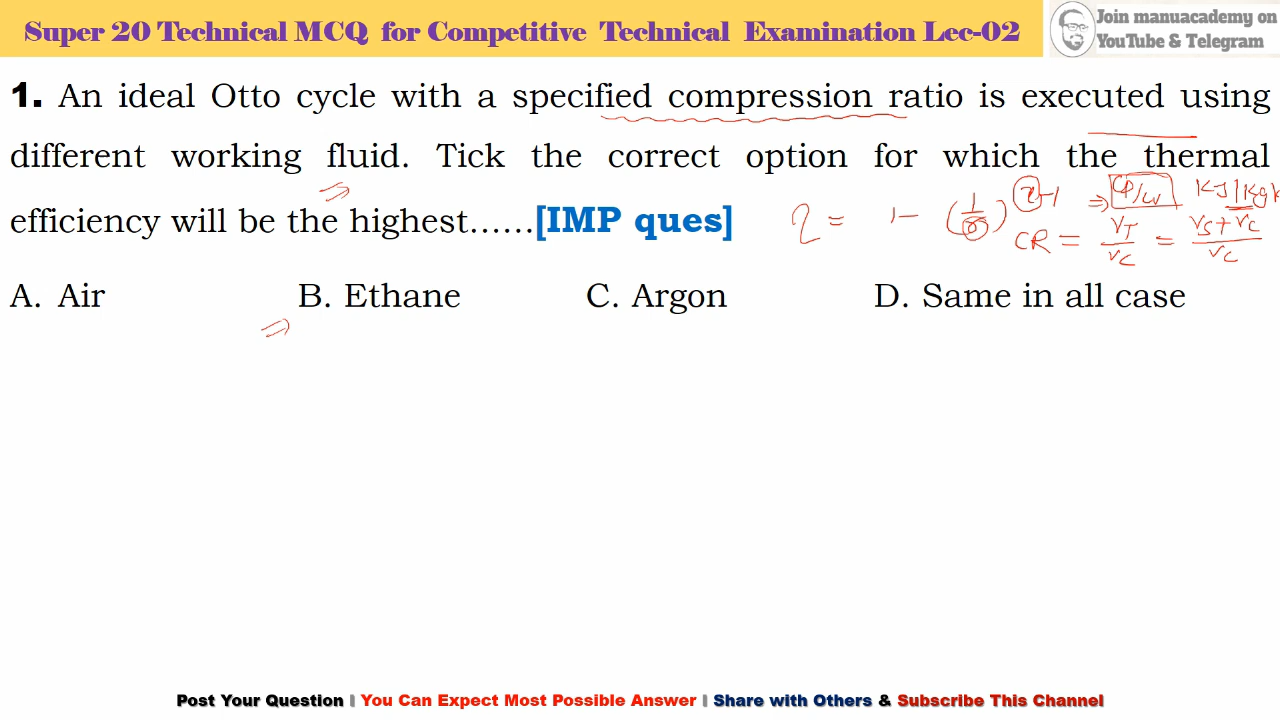 Super 20 Technical MCQ for Competitive Technical Examination Lec-02
Join manuacademy on
YouTube & Telegram
1. An ideal Otto cycle with a specified compression ratio is executed using
different working fluid. Tick the correct option for which the thermal
efficiency will be the highest......[IMP ques]
η = 1 - (1/r)^(γ-1) ⇒ Cp/Cv KJ/KgK
CR = VT/VC = VS+VC/VC
A. Air B. Ethane C. Argon D. Same in all case
Post Your Question | You Can Expect Most Possible Answer | Share with Others & Subscribe This Channel